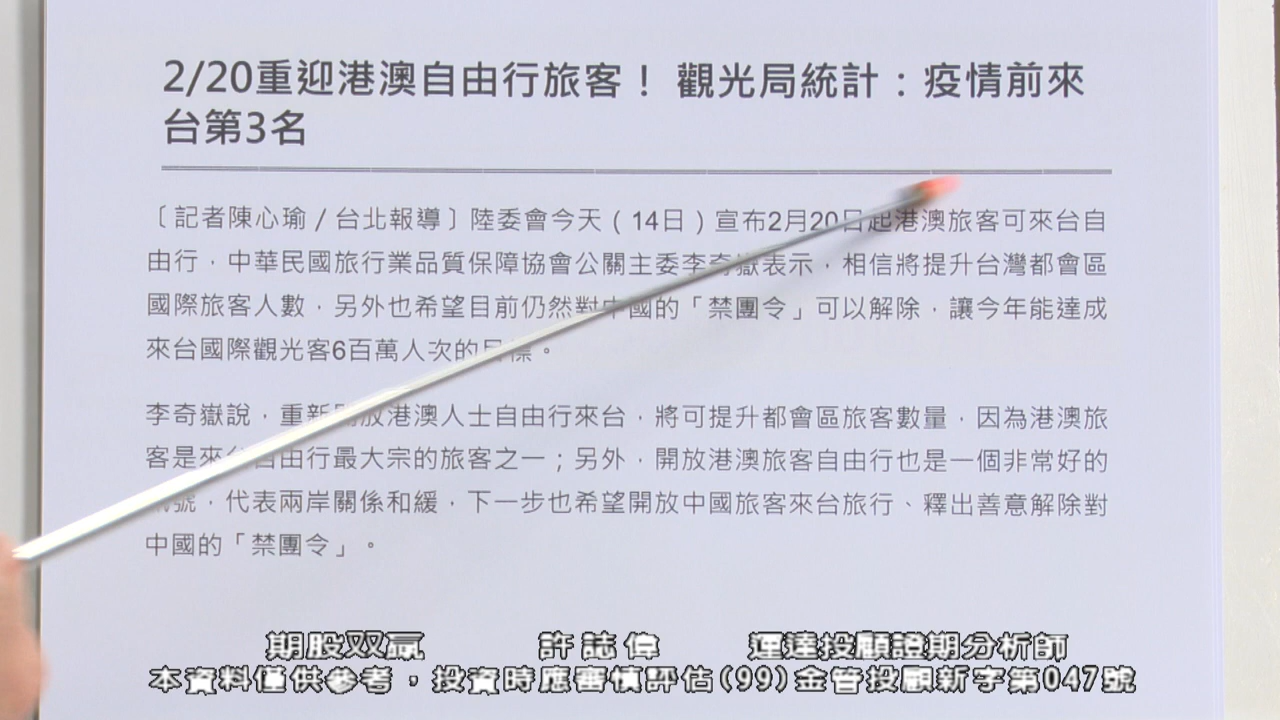 2/20重迎港澳自由行旅客！ 觀光局統計：疫情前來
台第3名
〔記者陳心瑜／台北報導〕陸委會今天（14日）宣布2月20日起港澳旅客可來台自
由行，中華民國旅行業品質保障協會公關主委李奇嶽表示，相信將提升台灣都會區
國際旅客人數，另外也希望目前仍然對中國的「禁團令」可以解除，讓今年能達成
來台國際觀光客6百萬人次的目標。
李奇嶽說，重新開放港澳人士自由行來台，將可提升都會區旅客數量，因為港澳旅
客是來台自由行最大宗的旅客之一；另外，開放港澳旅客自由行也是一個非常好的
號，代表兩岸關係和緩，下一步也希望開放中國旅客來台旅行、釋出善意解除對
中國的「禁團令」。
期股双贏 許誌偉 運達投顧證期分析師
本資料僅供參考，投資時應審慎評估(99)金管投顧新字第047號